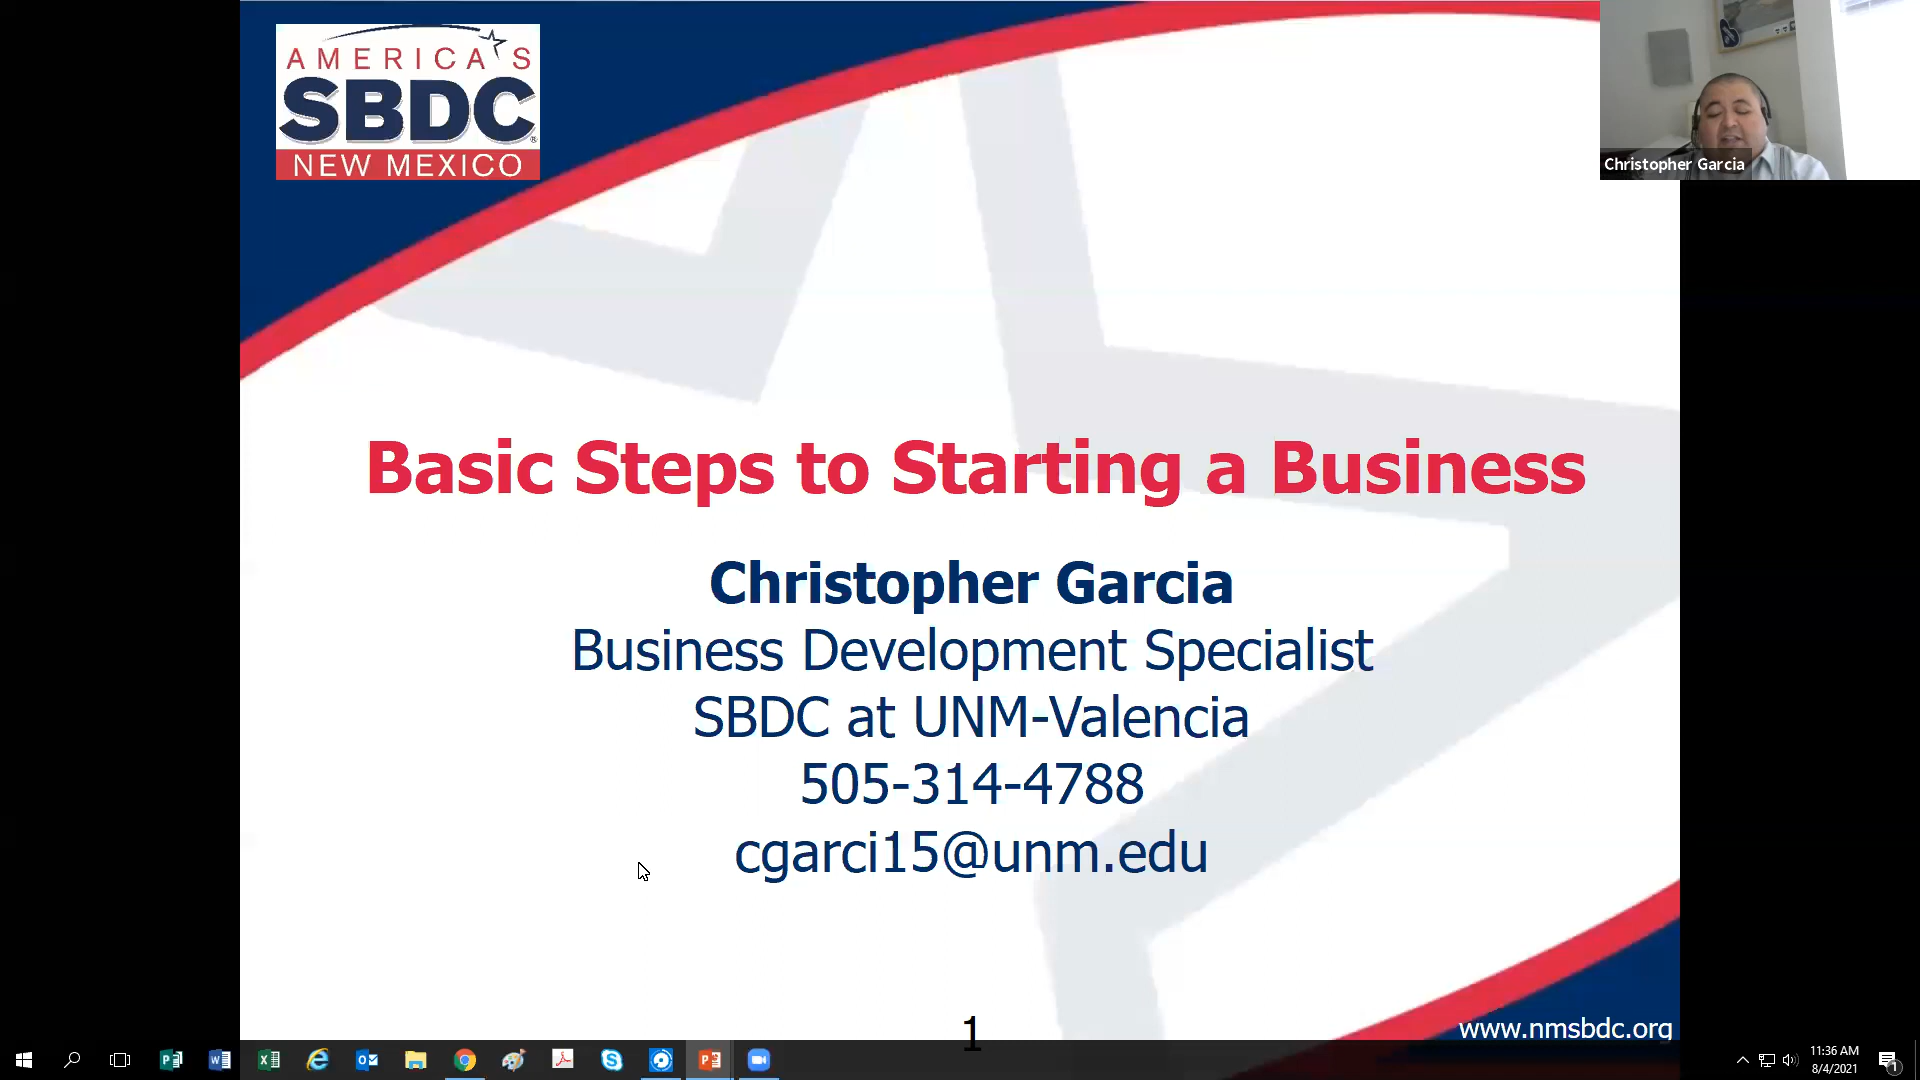 AMERICA'S
SBDC
NEW MEXICO
Christopher Garcia
Basic Steps to Starting a Business
Christopher Garcia
Business Development Specialist
SBDC at UNM-Valencia
505-314-4788
cgarci15@unm.edu
1
www.nmsbdc.org
11:36 AM
8/4/2021